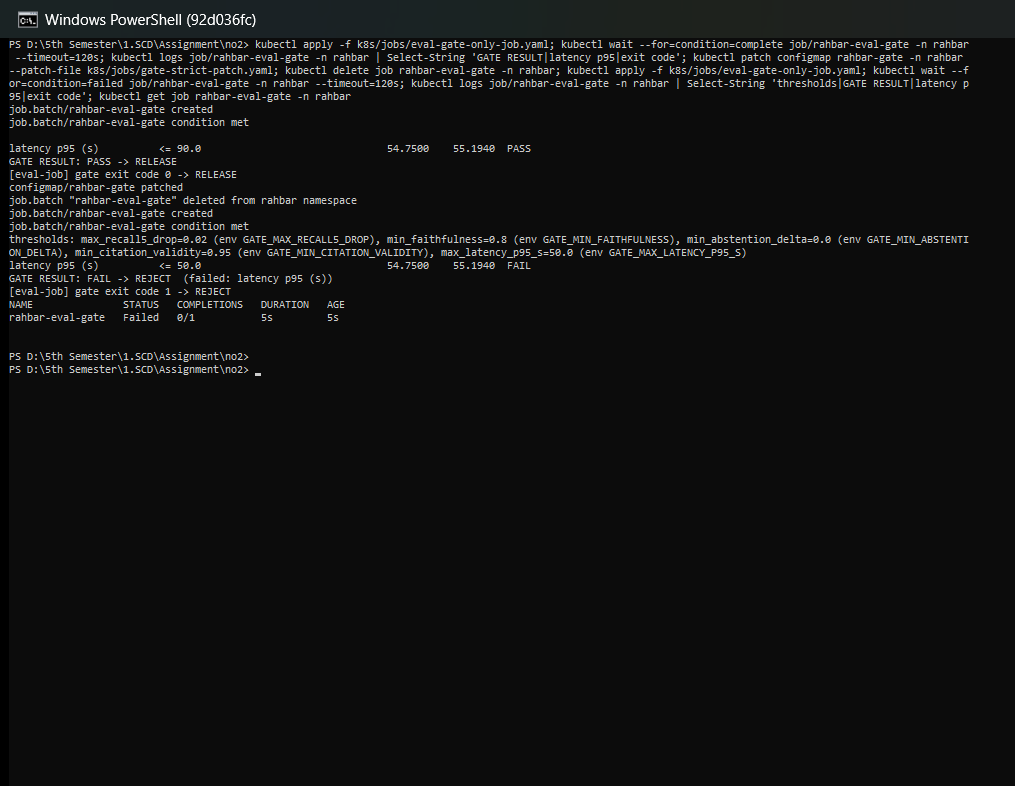 Windows PowerShell (92d036fc)
PS D:\5th Semester\1.SCD\Assignment\no2> kubectl apply -f k8s/jobs/eval-gate-only-job.yaml; kubectl wait --for=condition=complete job/rahbar-eval-gate -n rahbar
 --timeout=120s; kubectl logs job/rahbar-eval-gate -n rahbar | Select-String 'GATE RESULT|latency p95|exit code'; kubectl patch configmap rahbar-gate -n rahbar
--patch-file k8s/jobs/gate-strict-patch.yaml; kubectl delete job rahbar-eval-gate -n rahbar; kubectl apply -f k8s/jobs/eval-gate-only-job.yaml; kubectl wait --f
or=condition=failed job/rahbar-eval-gate -n rahbar --timeout=120s; kubectl logs job/rahbar-eval-gate -n rahbar | Select-String 'thresholds|GATE RESULT|latency p
95|exit code'; kubectl get job rahbar-eval-gate -n rahbar
job.batch/rahbar-eval-gate created
job.batch/rahbar-eval-gate condition met
latency p95 (s)          <= 90.0                               54.7500    55.1940  PASS
GATE RESULT: PASS -> RELEASE
[eval-job] gate exit code 0 -> RELEASE
configmap/rahbar-gate patched
job.batch "rahbar-eval-gate" deleted from rahbar namespace
job.batch/rahbar-eval-gate created
job.batch/rahbar-eval-gate condition met
thresholds: max_recall5_drop=0.02 (env GATE_MAX_RECALL5_DROP), min_faithfulness=0.8 (env GATE_MIN_FAITHFULNESS), min_abstention_delta=0.0 (env GATE_MIN_ABSTENTI
ON_DELTA), min_citation_validity=0.95 (env GATE_MIN_CITATION_VALIDITY), max_latency_p95_s=50.0 (env GATE_MAX_LATENCY_P95_S)
latency p95 (s)          <= 50.0                               54.7500    55.1940  FAIL
GATE RESULT: FAIL -> REJECT  (failed: latency p95 (s))
[eval-job] gate exit code 1 -> REJECT
NAME               STATUS   COMPLETIONS   DURATION   AGE
rahbar-eval-gate   Failed   0/1           5s         5s
PS D:\5th Semester\1.SCD\Assignment\no2>
PS D:\5th Semester\1.SCD\Assignment\no2>